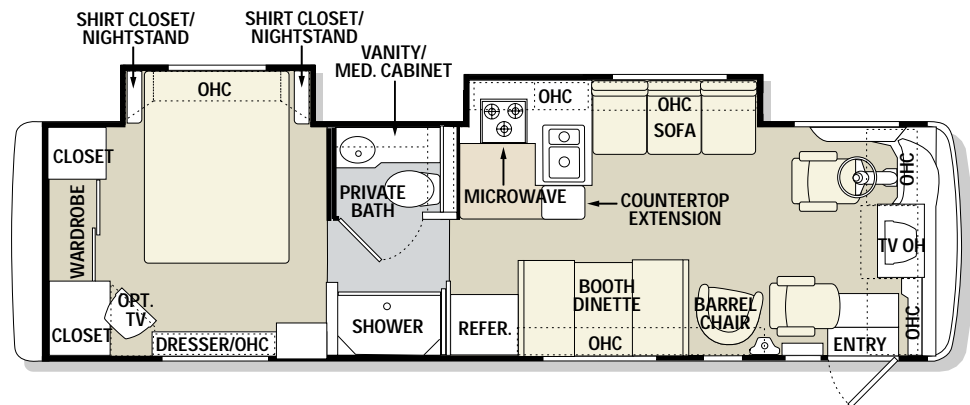 SHIRT CLOSET/
NIGHTSTAND
SHIRT CLOSET/
NIGHTSTAND
VANITY/
MED. CABINET
OHC
OHC
OHC
SOFA
CLOSET
OHC
PRIVATE
BATH
MICROWAVE
COUNTERTOP
EXTENSION
WARDROBE
TV OH
OPT.
TV
BOOTH
DINETTE
BARREL
CHAIR
CLOSET
DRESSER/OHC
SHOWER
REFER.
OHC
ENTRY
OHC